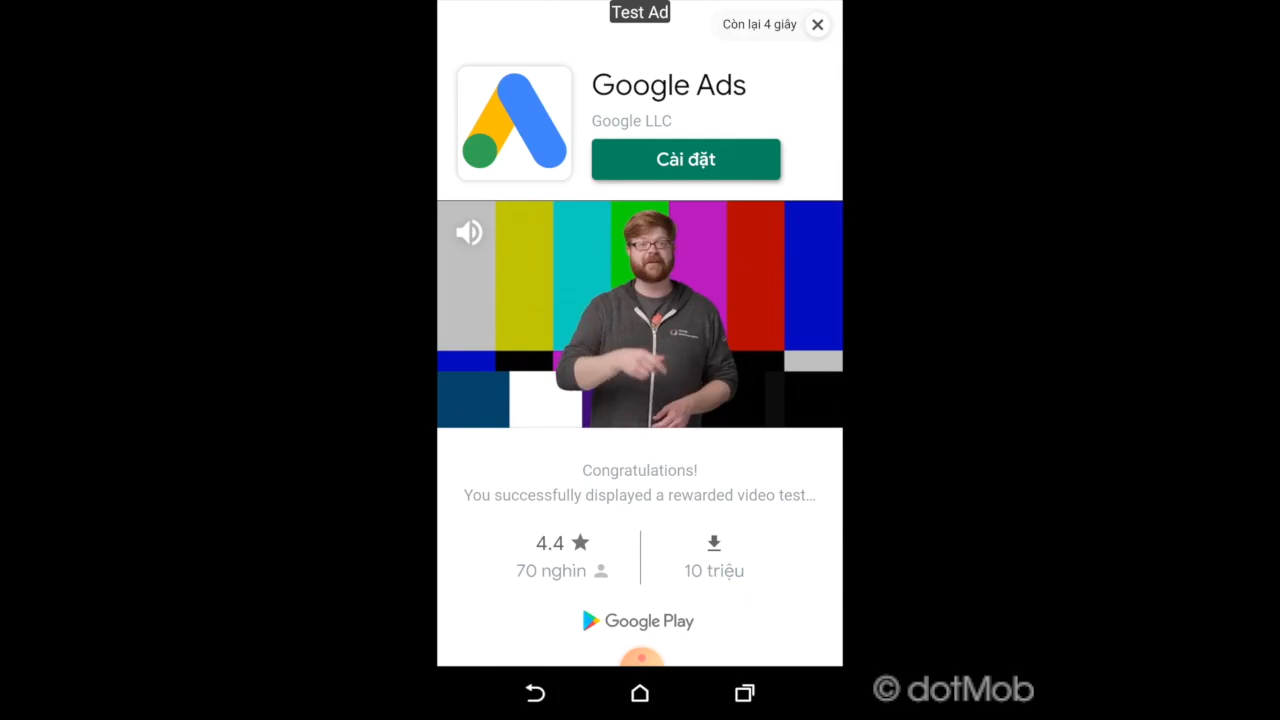 Test Ad
Còn lại 4 giây
Google Ads
Google LLC
Cài đặt
Congratulations!
You successfully displayed a rewarded video test…
4.4
70 nghìn
10 triệu
Google Play
© dotMob